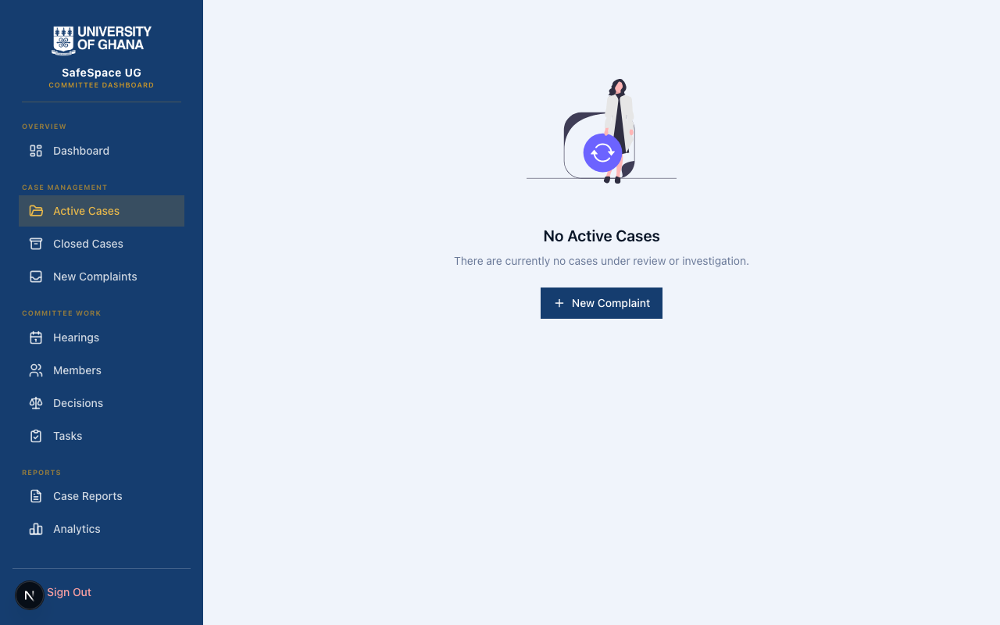 UNIVERSITY
OF GHANA
SafeSpace UG
COMMITTEE DASHBOARD
OVERVIEW
Dashboard
CASE MANAGEMENT
Active Cases
Closed Cases
New Complaints
COMMITTEE WORK
Hearings
Members
Decisions
Tasks
REPORTS
Case Reports
Analytics
N
Sign Out
No Active Cases
There are currently no cases under review or investigation.
+ New Complaint